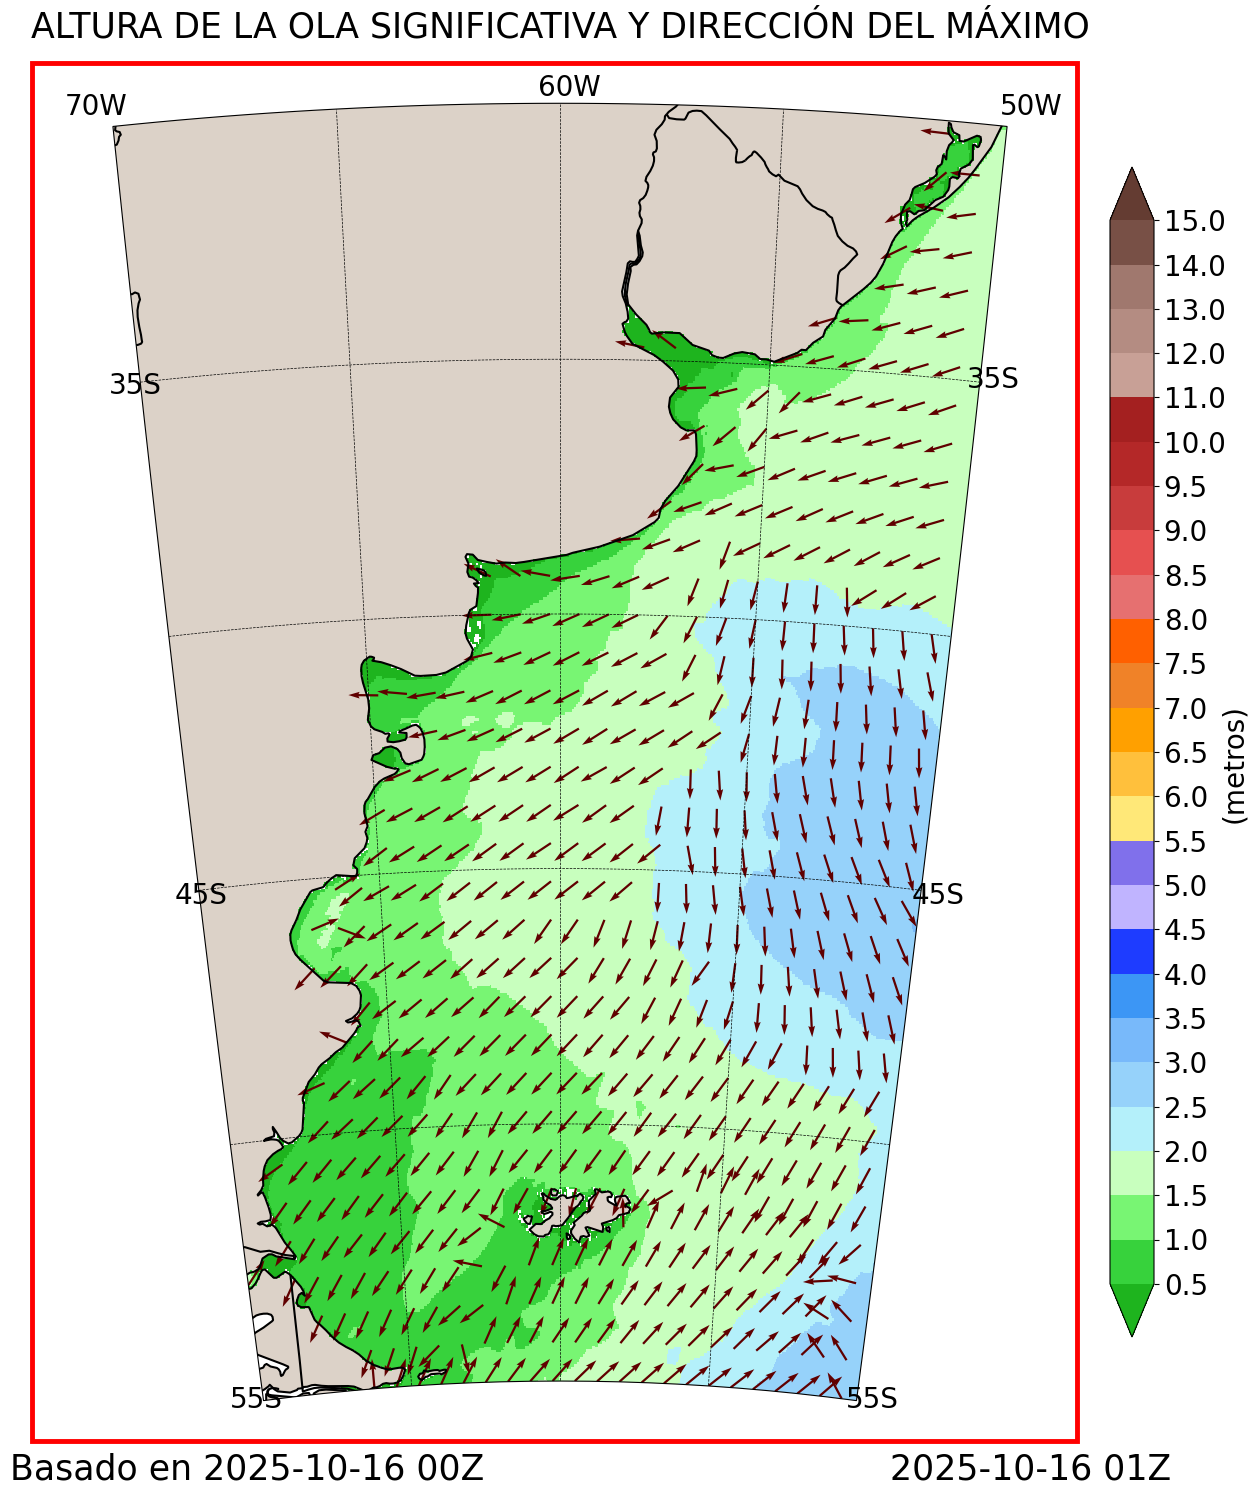 ALTURA DE LA OLA SIGNIFICATIVA Y DIRECCIÓN DEL MÁXIMO
70W
60W
50W
35S
35S
45S
45S
55S
55S
15.0
14.0
13.0
12.0
11.0
10.0
9.5
9.0
8.5
8.0
7.5
7.0
6.5
6.0
5.5
5.0
4.5
4.0
3.5
3.0
2.5
2.0
1.5
1.0
0.5
(metros)
Basado en 2025-10-16 00Z
2025-10-16 01Z